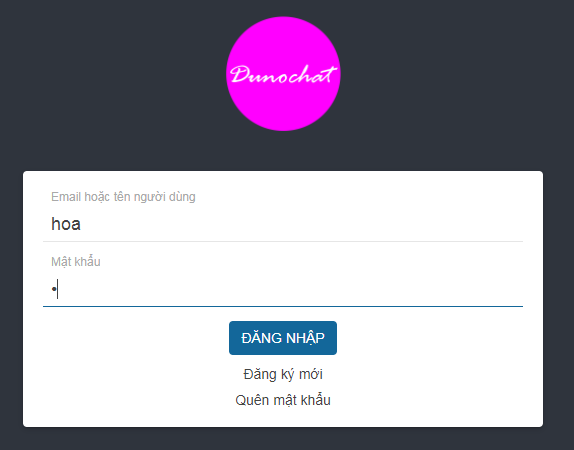 Dunochat
Email hoặc tên người dùng
hoa
Mật khẩu
•
ĐĂNG NHẬP
Đăng ký mới
Quên mật khẩu